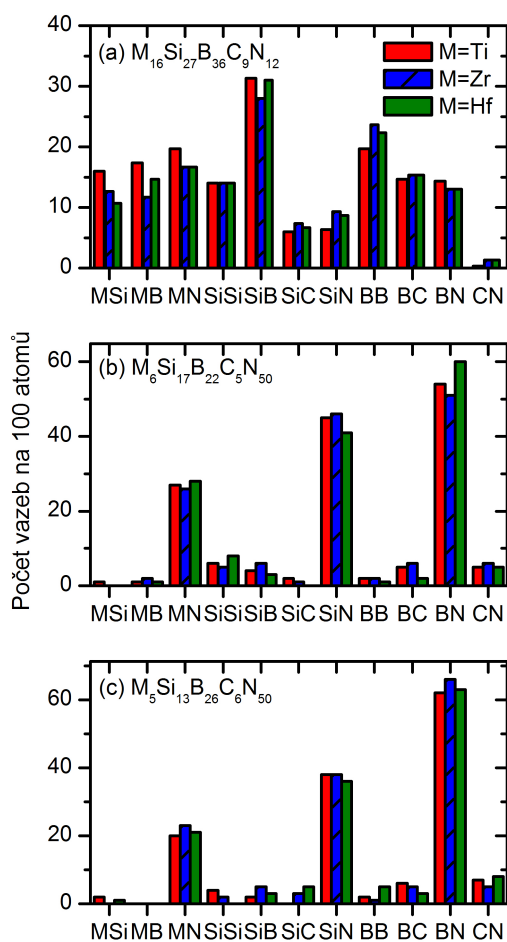 Počet vazeb na 100 atomů
40
30
20
10
0
(a) M₁₆Si₂₇B₃₆C₉N₁₂
M=Ti
M=Zr
M=Hf
MSi MB MN SiSi SiB SiC SiN BB BC BN CN
60
40
20
0
(b) M₆Si₁₇B₂₂C₅N₅₀
MSi MB MN SiSi SiB SiC SiN BB BC BN CN
60
40
20
0
(c) M₅Si₁₃B₂₆C₆N₅₀
MSi MB MN SiSi SiB SiC SiN BB BC BN CN